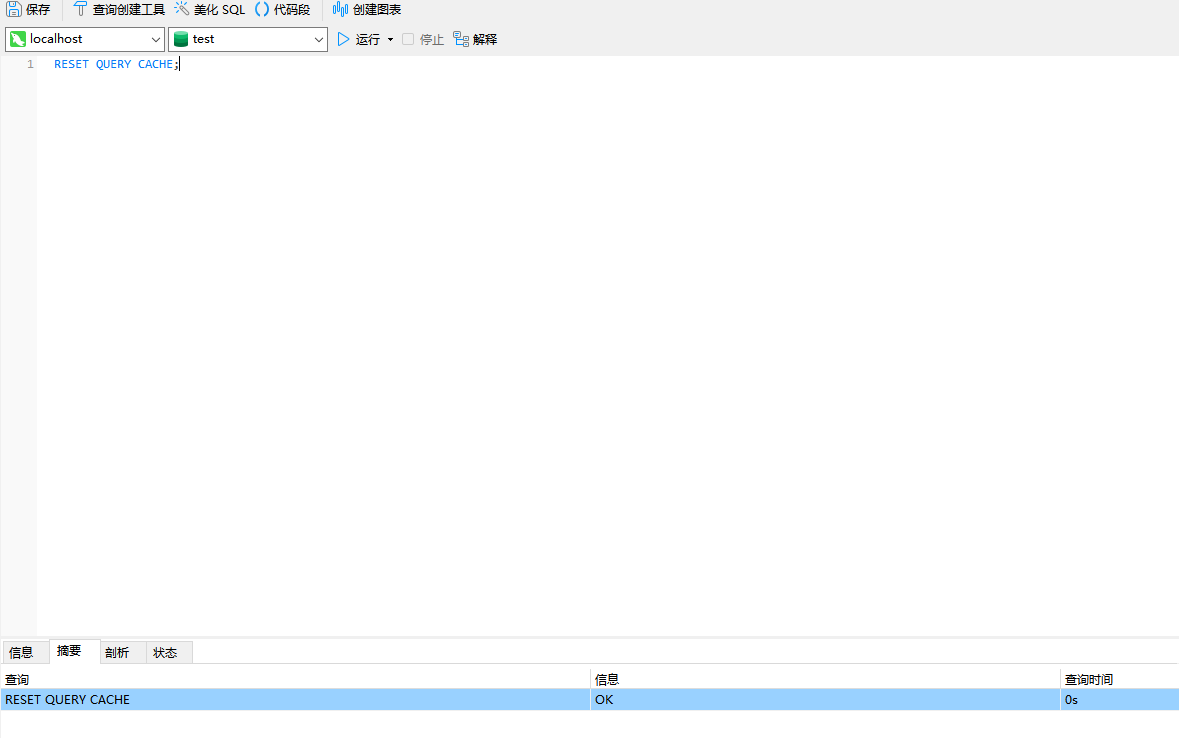 保存 查询创建工具 美化 SQL 代码段 创建图表
localhost test 运行 停止 解释
1 RESET QUERY CACHE;
信息 摘要 剖析 状态
查询 信息 查询时间
RESET QUERY CACHE OK 0s